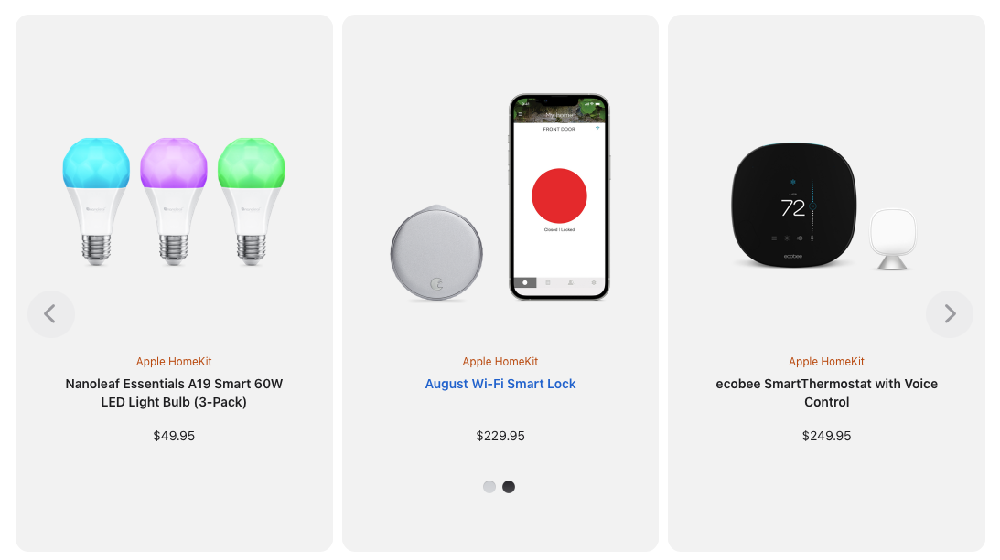 My home
FRONT DOOR
Closed | Locked
72
ecobee
Apple HomeKit
Nanoleaf Essentials A19 Smart 60W
LED Light Bulb (3-Pack)
$49.95
Apple HomeKit
August Wi-Fi Smart Lock
$229.95
Apple HomeKit
ecobee SmartThermostat with Voice
Control
$249.95